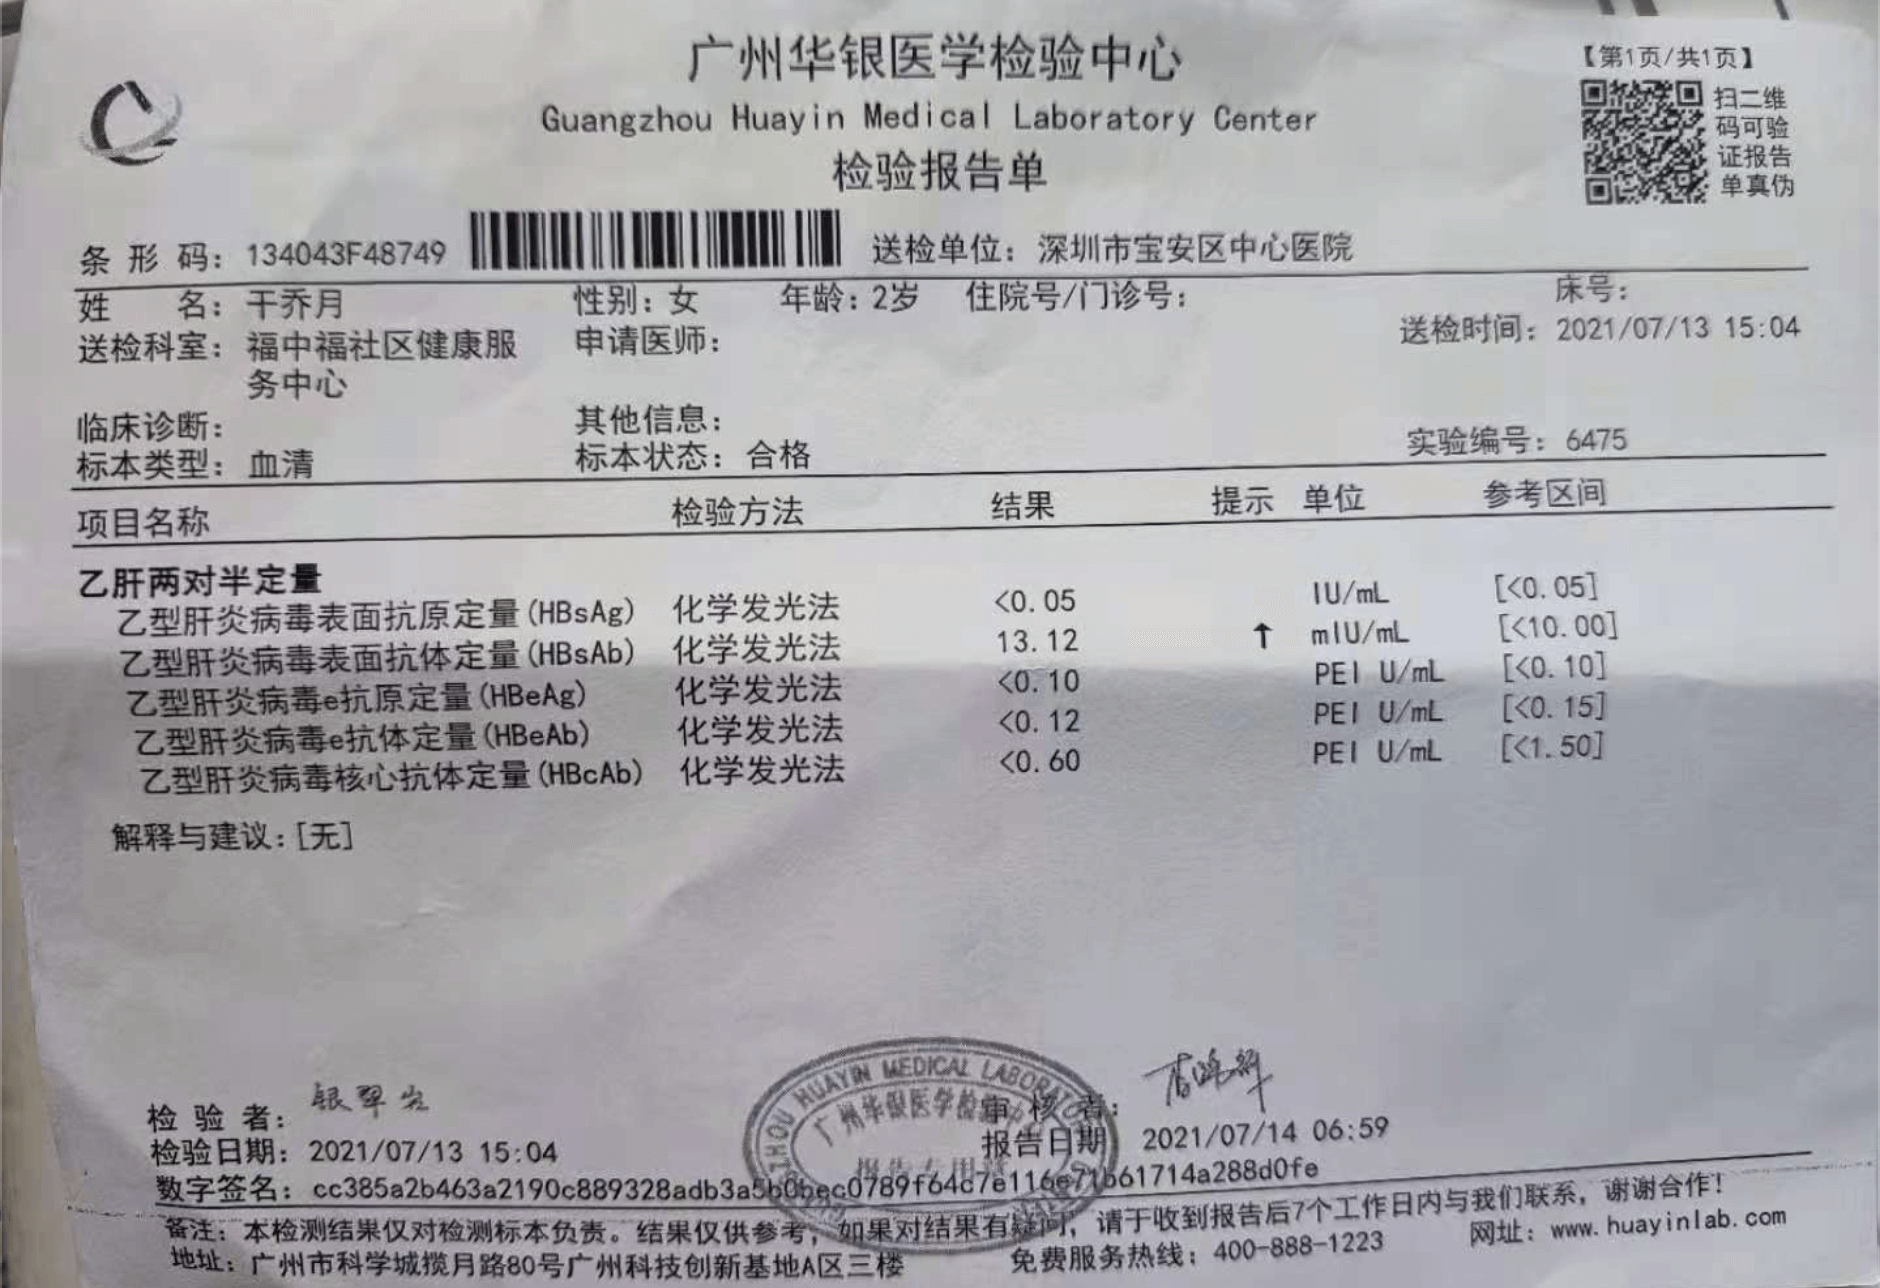 广州华银医学检验中心
【第1页/共1页】
Guangzhou Huayin Medical Laboratory Center
扫二维
码可验
证报告
单真伪
检验报告单
条形码: 134043F48749 送检单位: 深圳市宝安区中心医院
姓名: 干乔月 性别: 女 年龄: 2岁 住院号/门诊号: 床号:
送检科室: 福中福社区健康服 申请医师: 送检时间: 2021/07/13 15:04
务中心
临床诊断: 其他信息:
标本类型: 血清 标本状态: 合格 实验编号: 6475
项目名称 检验方法 结果 提示 单位 参考区间
乙肝两对半定量
乙型肝炎病毒表面抗原定量(HBsAg) 化学发光法 <0.05 IU/mL [<0.05]
乙型肝炎病毒表面抗体定量(HBsAb) 化学发光法 13.12 ↑ mIU/mL [<10.00]
乙型肝炎病毒e抗原定量(HBeAg) 化学发光法 <0.10 PEI U/mL [<0.10]
乙型肝炎病毒e抗体定量(HBeAb) 化学发光法 <0.12 PEI U/mL [<0.15]
乙型肝炎病毒核心抗体定量(HBcAb) 化学发光法 <0.60 PEI U/mL [<1.50]
解释与建议:[无]
HUAYIN MEDICAL LABORATORY
广州华银医学检验中心
报告专用章
检验者: 审核者:
检验日期: 2021/07/13 15:04 报告日期 2021/07/14 06:59
数字签名: cc385a2b463a2190c889328adb3a5b0bec0789f64c7e116e71b61714a288d0fe
备注: 本检测结果仅对检测标本负责。结果仅供参考, 如果对结果有疑问, 请于收到报告后7个工作日内与我们联系, 谢谢合作!
地址: 广州市科学城揽月路80号广州科技创新基地A区三楼 免费服务热线: 400-888-1223 网址: www.huayinlab.com